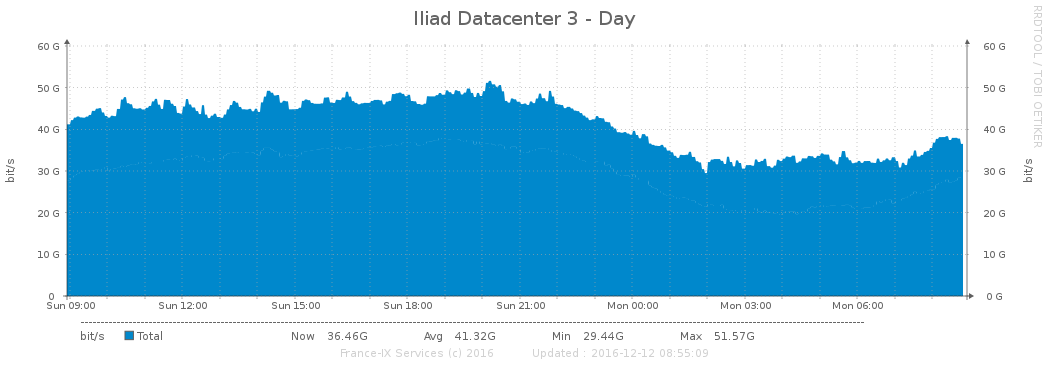 Iliad Datacenter 3 - Day
RRDTOOL / TOBI OETIKER
60 G 60 G
50 G 50 G
40 G 40 G
30 G 30 G
20 G 20 G
10 G 10 G
0 0 G
bit/s bit/s
Sun 09:00 Sun 12:00 Sun 15:00 Sun 18:00 Sun 21:00 Mon 00:00 Mon 03:00 Mon 06:00
bit/s Total Now 36.46G Avg 41.32G Min 29.44G Max 51.57G
France-IX Services (c) 2016 Updated : 2016-12-12 08:55:09